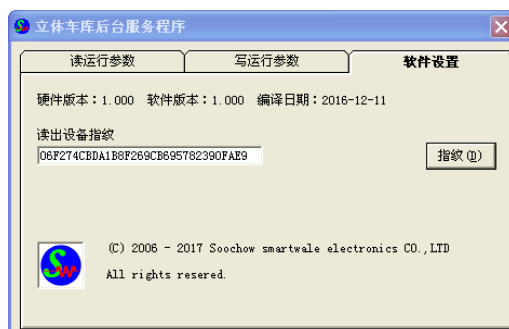 立体车库后台服务程序
读运行参数 写运行参数 软件设置
硬件版本：1.000 软件版本：1.000 编译日期：2016-12-11
读出设备指纹
06F274CBDA1B8F269CB695782390FAE9 指纹(D)
(C) 2006 - 2017 Soochow smartwale electronics CO.,LTD
All rights resered.